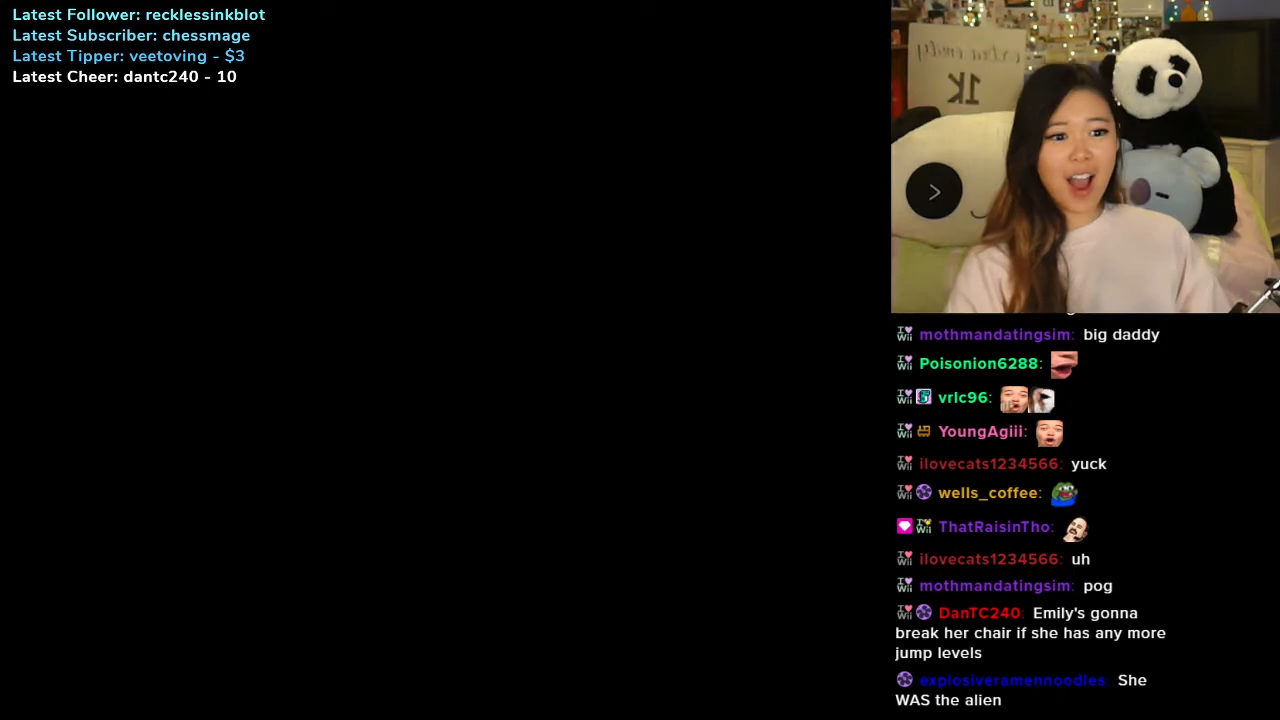 Latest Follower: recklessinkblot
Latest Subscriber: chessmage
Latest Tipper: veetoving - $3
Latest Cheer: dantc240 - 10
extra emily
1K
mothmandatingsim: big daddy
Poisonion6288:
vrlc96:
YoungAgiii:
ilovecats1234566: yuck
wells_coffee:
ThatRaisinTho:
ilovecats1234566: uh
mothmandatingsim: pog
DanTC240: Emily's gonna
break her chair if she has any more
jump levels
explosiveramennoodles: She
WAS the alien